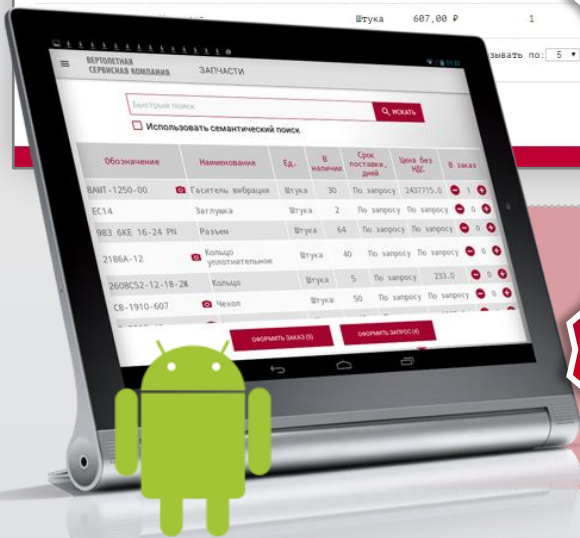 Штука 607,00 ₽ 1
по: 5
11:01
ВЕРТОЛЕТНАЯ
СЕРВИСНАЯ КОМПАНИЯ ЗАПЧАСТИ
Быстрый поиск ИСКАТЬ
Использовать семантический поиск
Обозначение Наименование Ед. В наличии Срок поставки, дней Цена без НДС В заказ
8АМТ-1250-00 Гаситель вибрации Штука 30 По запросу 2437715.0 1
ЕС14 Заглушка Штука 2 По запросу По запросу 0
983 6KE 16-24 PN Разъем Штука 64 По запросу По запросу 0
2186А-12 Кольцо уплотнительное Штука 40 По запросу По запросу 0
2608С52-12-18-2Ж Кольцо Штука 5 По запросу 233.0 0
С8-1910-607 Чехол Штука 50 По запросу По запросу 0
ОФОРМИТЬ ЗАКАЗ (5) ОФОРМИТЬ ЗАПРОС (4)